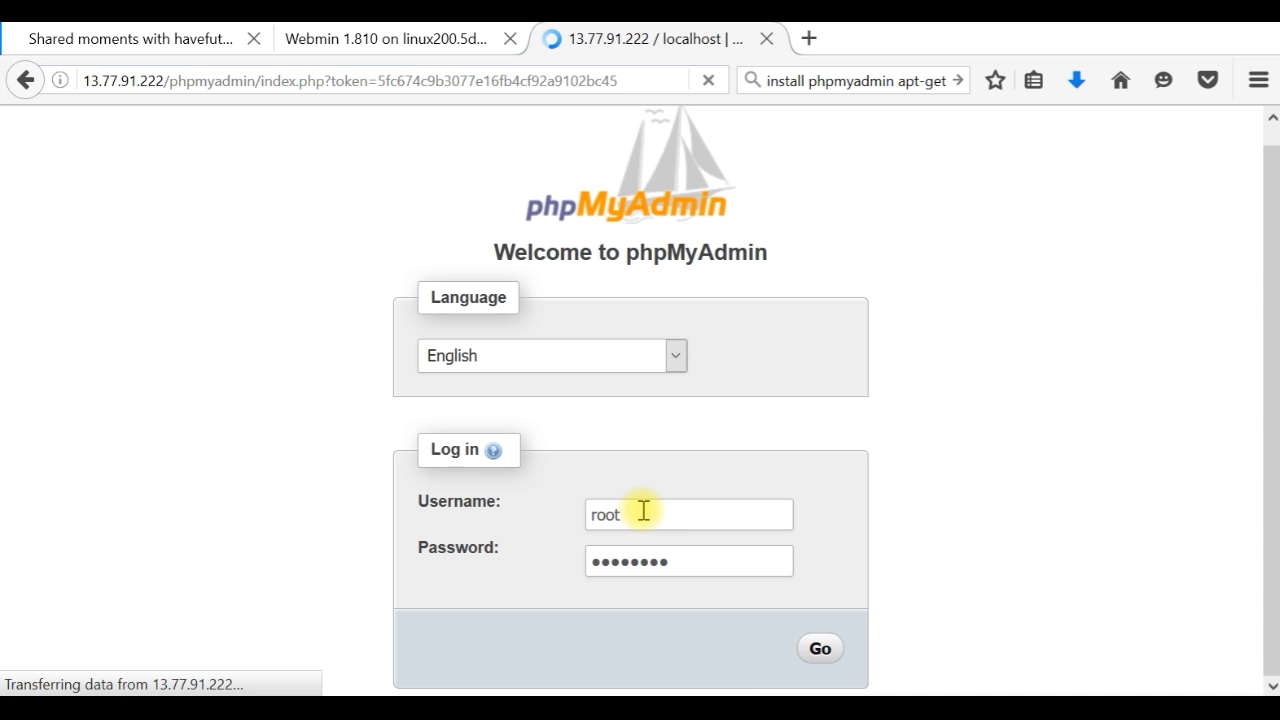 Shared moments with havefut...
Webmin 1.810 on linux200.5d...
13.77.91.222 / localhost | ...
13.77.91.222/phpmyadmin/index.php?token=5fc674c9b3077e16fb4cf92a9102bc45
install phpmyadmin apt-get
phpMyAdmin
Welcome to phpMyAdmin
Language
English
Log in
Username:
root
Password:
••••••••
Go
Transferring data from 13.77.91.222...